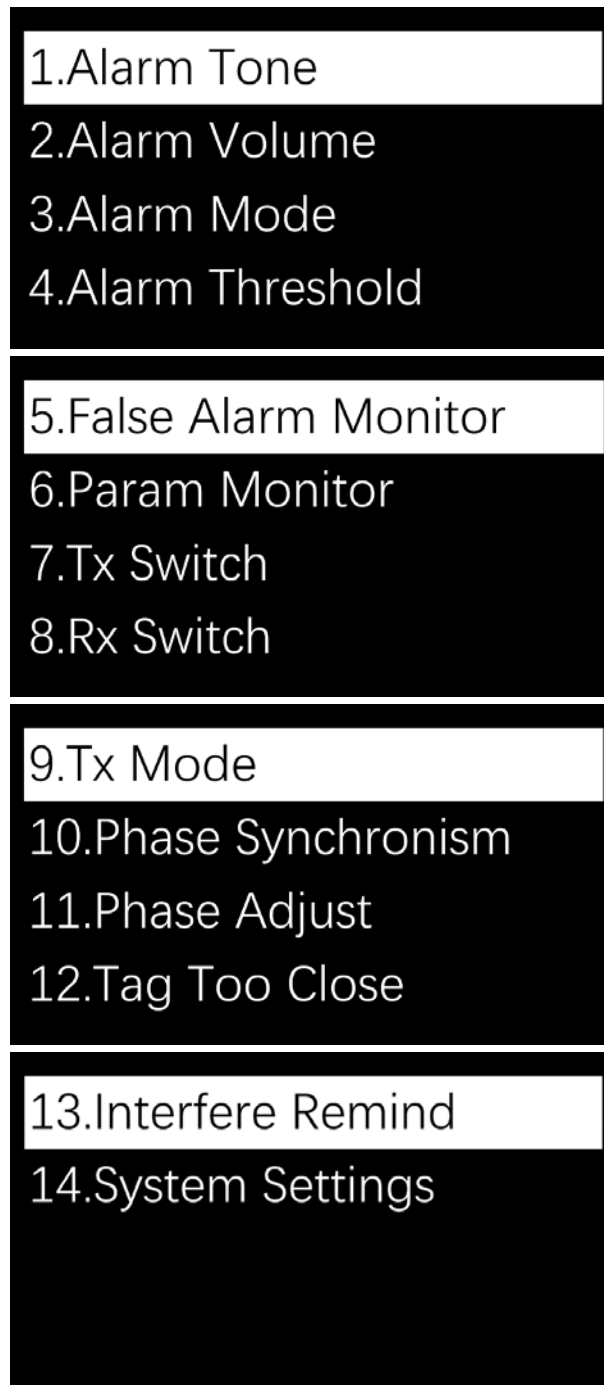 1.Alarm Tone
2.Alarm Volume
3.Alarm Mode
4.Alarm Threshold
5.False Alarm Monitor
6.Param Monitor
7.Tx Switch
8.Rx Switch
9.Tx Mode
10.Phase Synchronism
11.Phase Adjust
12.Tag Too Close
13.Interfere Remind
14.System Settings